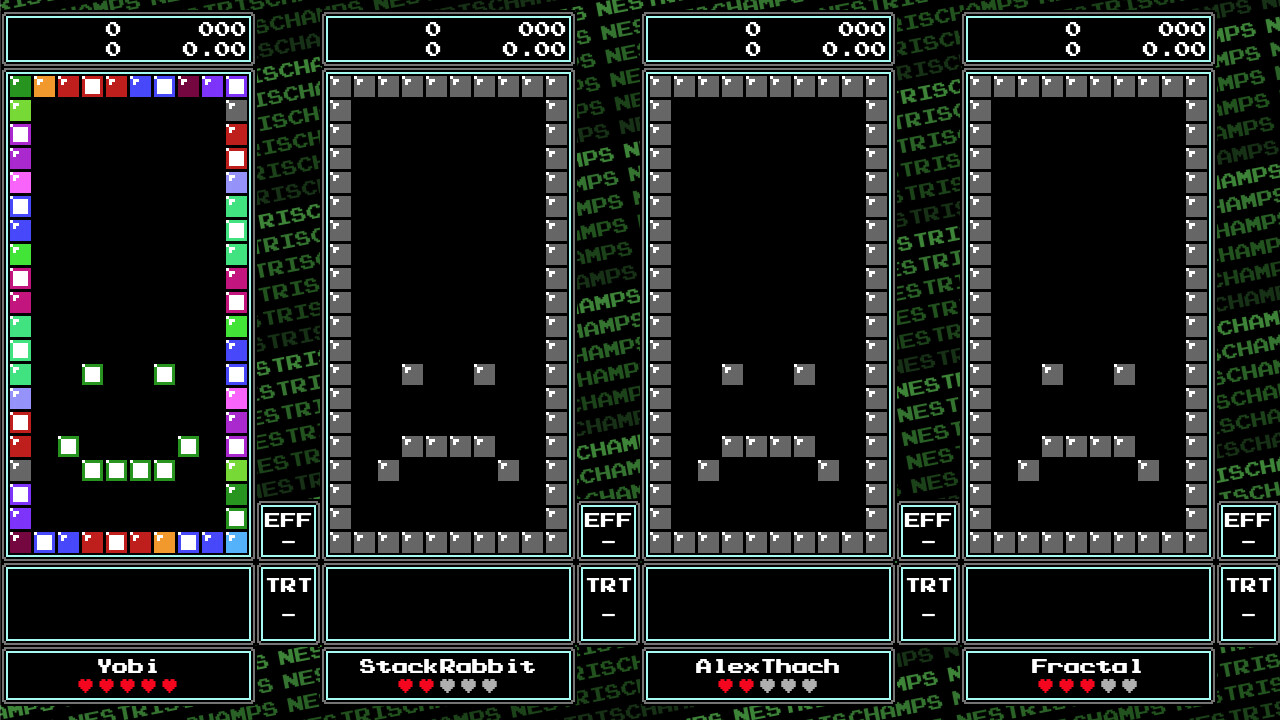 0 000
0 0.00
0 000
0 0.00
0 000
0 0.00
0 000
0 0.00
EFF
–
EFF
–
EFF
–
EFF
–
TRT
–
TRT
–
TRT
–
TRT
–
Yobi
StackRabbit
AlexThach
Fractal